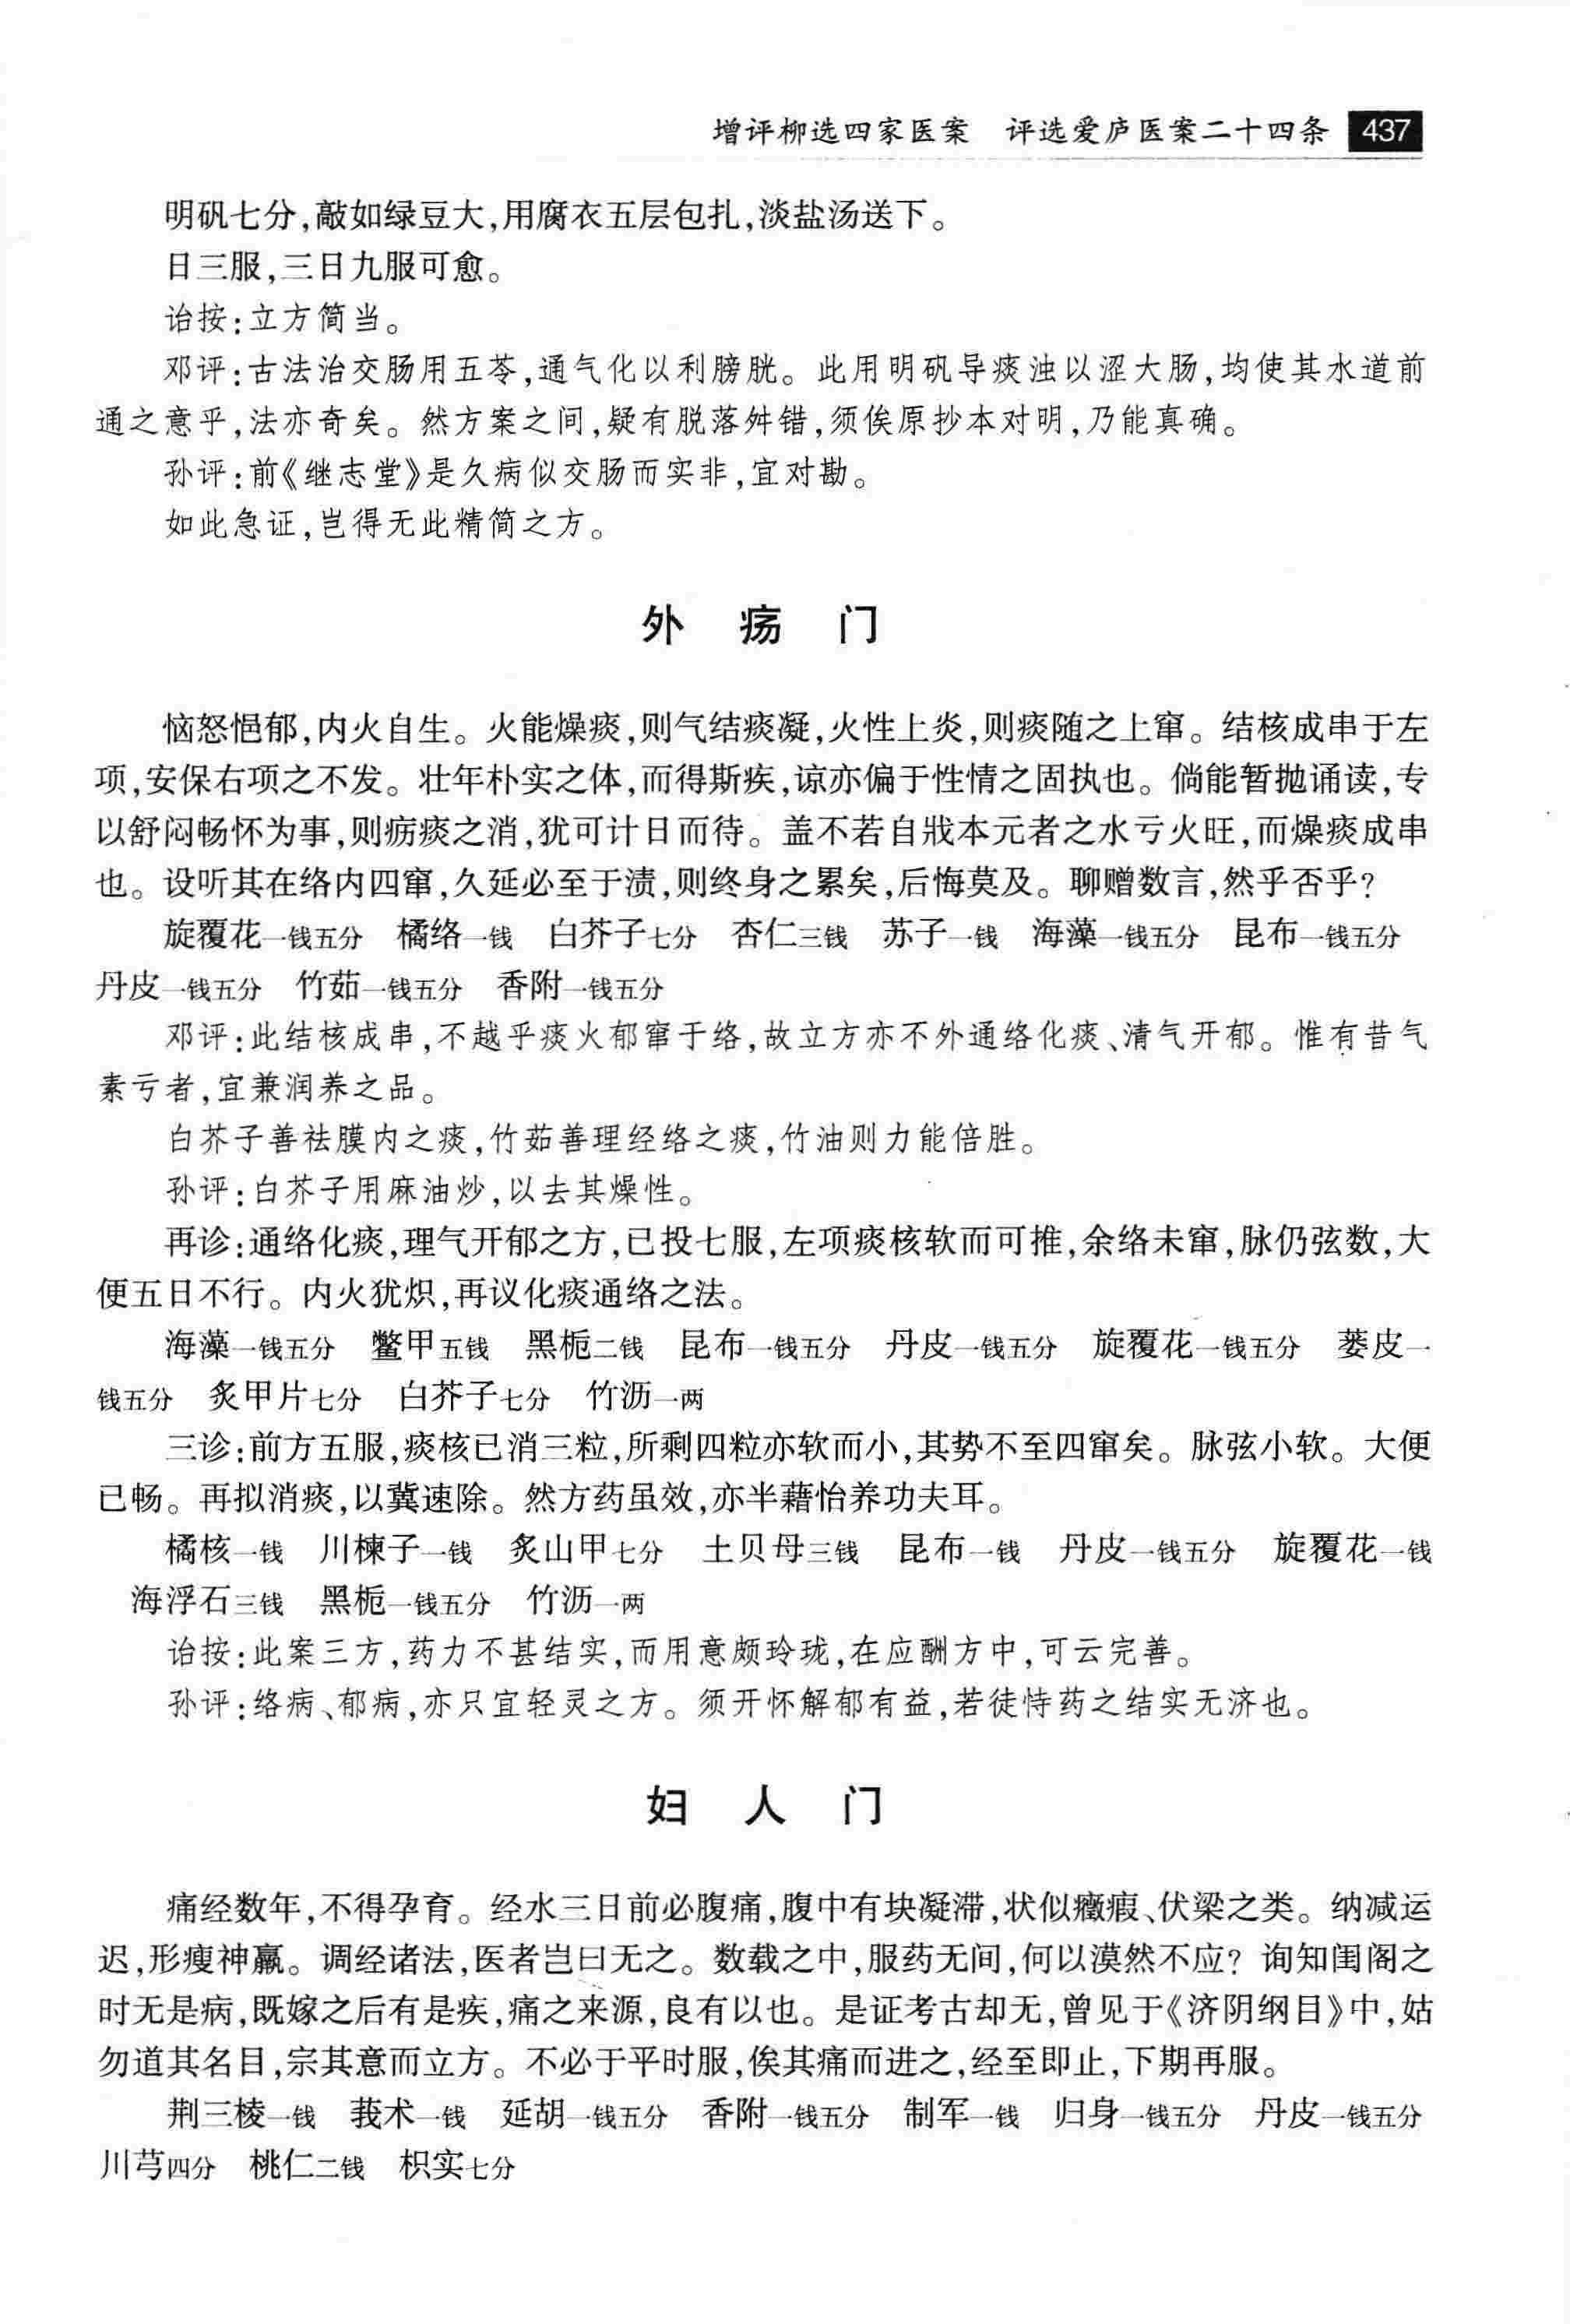 增评柳选四家医案　评选爱庐医案二十四条　437
明矾七分,敲如绿豆大,用腐衣五层包扎,淡盐汤送下。
日三服,三日九服可愈。
诒按:立方简当。
邓评:古法治交肠用五苓,通气化以利膀胱。此用明矾导痰浊以涩大肠,均使其水道前
通之意乎,法亦奇矣。然方案之间,疑有脱落舛错,须俟原抄本对明,乃能真确。
孙评:前《继志堂》是久病似交肠而实非,宜对勘。
如此急证,岂得无此精简之方。
外　疡　门
恼怒悒郁,内火自生。火能燥痰,则气结痰凝,火性上炎,则痰随之上窜。结核成串于左
项,安保右项之不发。壮年朴实之体,而得斯疾,谅亦偏于性情之固执也。倘能暂抛诵读,专
以舒闷畅怀为事,则疬痰之消,犹可计日而待。盖不若自戕本元者之水亏火旺,而燥痰成串
也。设听其在络内四窜,久延必至于溃,则终身之累矣,后悔莫及。聊赠数言,然乎否乎?
旋覆花一钱五分　橘络一钱　白芥子七分　杏仁三钱　苏子一钱　海藻一钱五分　昆布一钱五分
丹皮一钱五分　竹茹一钱五分　香附一钱五分
邓评:此结核成串,不越乎痰火郁窜于络,故立方亦不外通络化痰、清气开郁。惟有昔气
素亏者,宜兼润养之品。
白芥子善祛膜内之痰,竹茹善理经络之痰,竹油则力能倍胜。
孙评:白芥子用麻油炒,以去其燥性。
再诊:通络化痰,理气开郁之方,已投七服,左项痰核软而可推,余络未窜,脉仍弦数,大
便五日不行。内火犹炽,再议化痰通络之法。
海藻一钱五分　鳖甲五钱　黑栀二钱　昆布一钱五分　丹皮一钱五分　旋覆花一钱五分　蒌皮一
钱五分　炙甲片七分　白芥子七分　竹沥一两
三诊:前方五服,痰核已消三粒,所剩四粒亦软而小,其势不至四窜矣。脉弦小软。大便
已畅。再拟消痰,以冀速除。然方药虽效,亦半藉怡养功夫耳。
橘核一钱　川楝子一钱　炙山甲七分　土贝母三钱　昆布一钱　丹皮一钱五分　旋覆花一钱
海浮石三钱　黑栀一钱五分　竹沥一两
诒按:此案三方,药力不甚结实,而用意颇玲珑,在应酬方中,可云完善。
孙评:络病、郁病,亦只宜轻灵之方。须开怀解郁有益,若徒恃药之结实无济也。
妇　人　门
痛经数年,不得孕育。经水三日前必腹痛,腹中有块凝滞,状似癥瘕、伏梁之类。纳减运
迟,形瘦神羸。调经诸法,医者岂曰无之。数载之中,服药无间,何以漠然不应?询知闺阁之
时无是病,既嫁之后有是疾,痛之来源,良有以也。是证考古却无,曾见于《济阴纲目》中,姑
勿道其名目,宗其意而立方。不必于平时服,俟其痛而进之,经至即止,下期再服。
荆三棱一钱　莪术一钱　延胡一钱五分　香附一钱五分　制军一钱　归身一钱五分　丹皮一钱五分
川芎四分　桃仁二钱　枳实七分